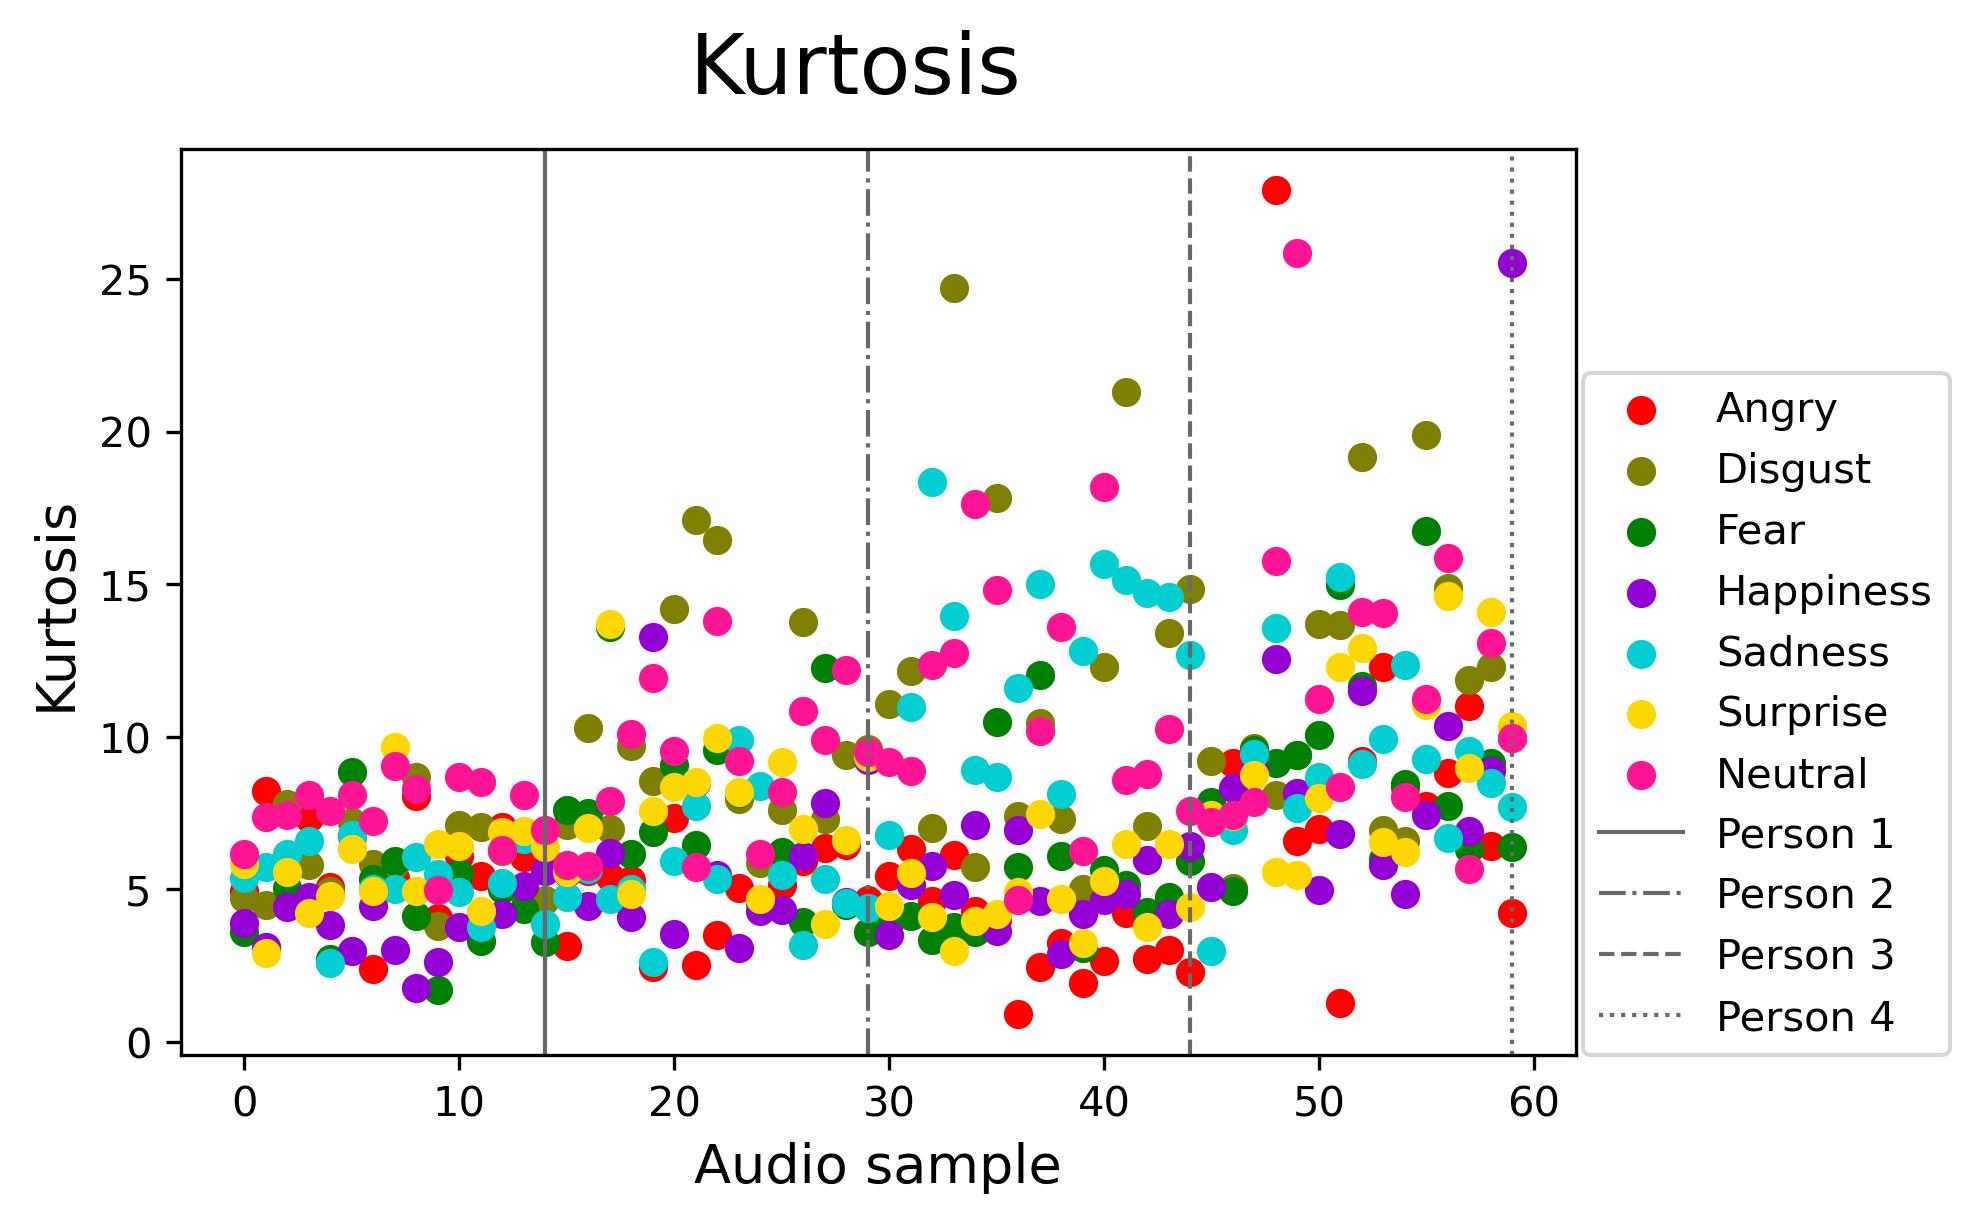 Kurtosis
Kurtosis
25
20
15
10
5
0
0 10 20 30 40 50 60
Audio sample
Angry
Disgust
Fear
Happiness
Sadness
Surprise
Neutral
Person 1
Person 2
Person 3
Person 4